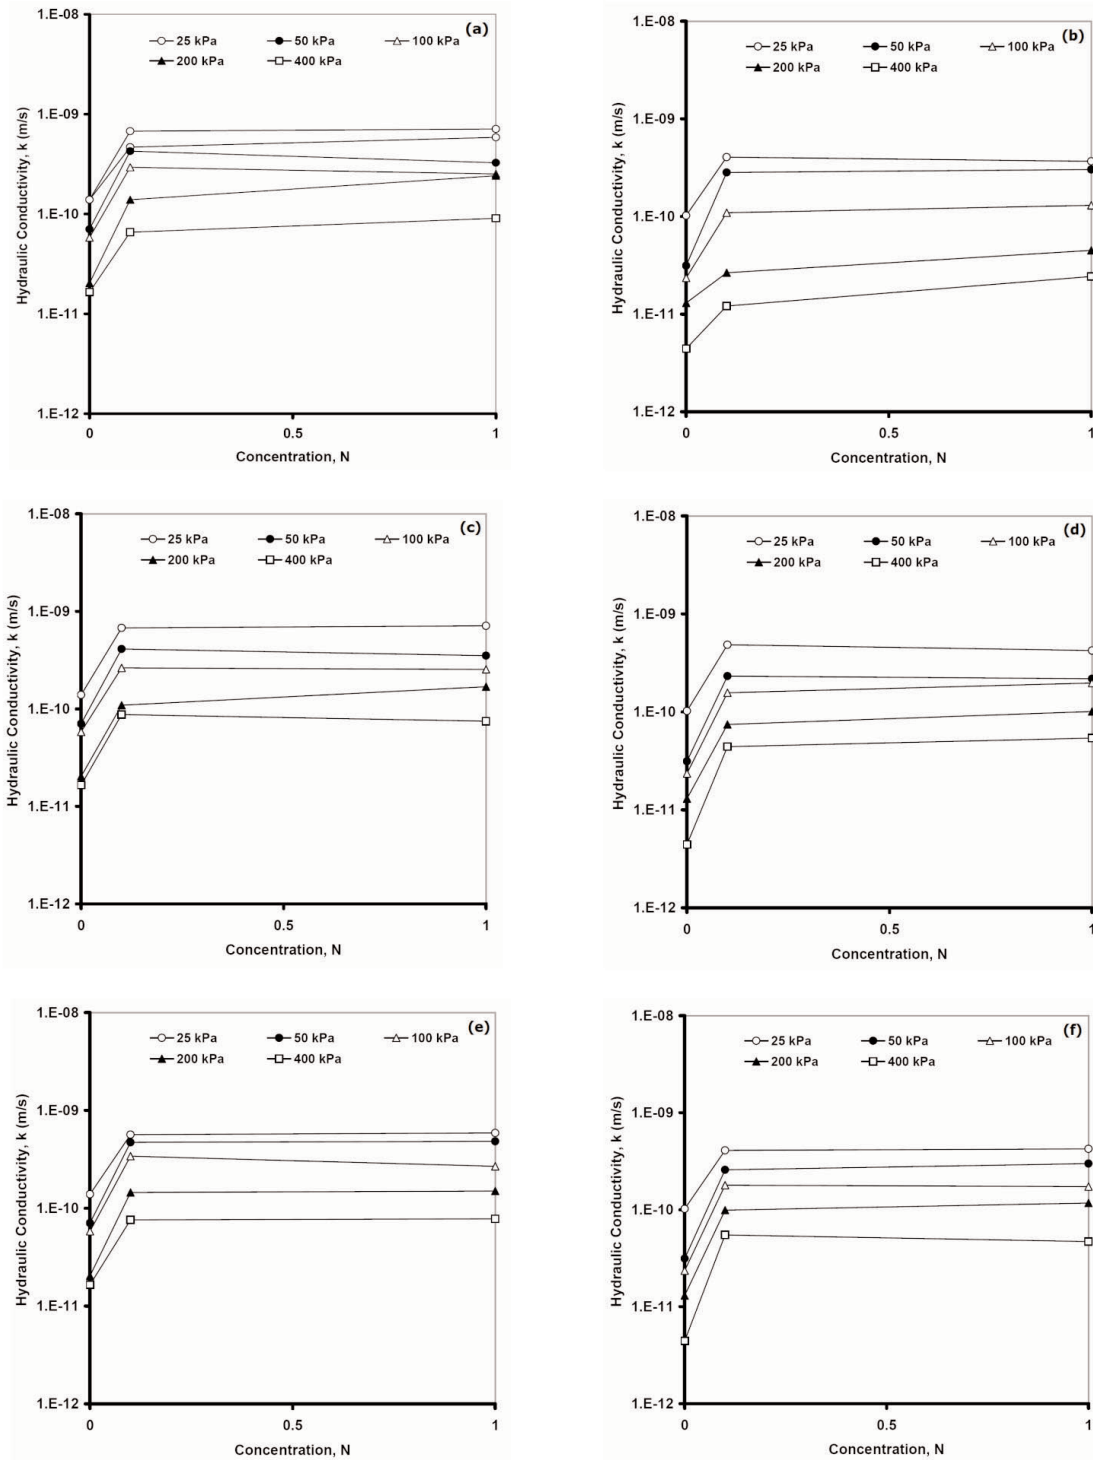 1.E-08
(a)
25 kPa 50 kPa 100 kPa
200 kPa 400 kPa
1.E-09
1.E-10
1.E-11
1.E-12
Hydraulic Conductivity, k (m/s)
0 0.5 1
Concentration, N
1.E-08
(b)
25 kPa 50 kPa 100 kPa
200 kPa 400 kPa
1.E-09
1.E-10
1.E-11
1.E-12
Hydraulic Conductivity, k (m/s)
0 0.5 1
Concentration, N
1.E-08
(c)
25 kPa 50 kPa 100 kPa
200 kPa 400 kPa
1.E-09
1.E-10
1.E-11
1.E-12
Hydraulic Conductivity, k (m/s)
0 0.5 1
Concentration, N
1.E-08
(d)
25 kPa 50 kPa 100 kPa
200 kPa 400 kPa
1.E-09
1.E-10
1.E-11
1.E-12
Hydraulic Conductivity, k (m/s)
0 0.5 1
Concentration, N
1.E-08
(e)
25 kPa 50 kPa 100 kPa
200 kPa 400 kPa
1.E-09
1.E-10
1.E-11
1.E-12
Hydraulic Conductivity, k (m/s)
0 0.5 1
Concentration, N
1.E-08
(f)
25 kPa 50 kPa 100 kPa
200 kPa 400 kPa
1.E-09
1.E-10
1.E-11
1.E-12
Hydraulic Conductivity, k (m/s)
0 0.5 1
Concentration, N